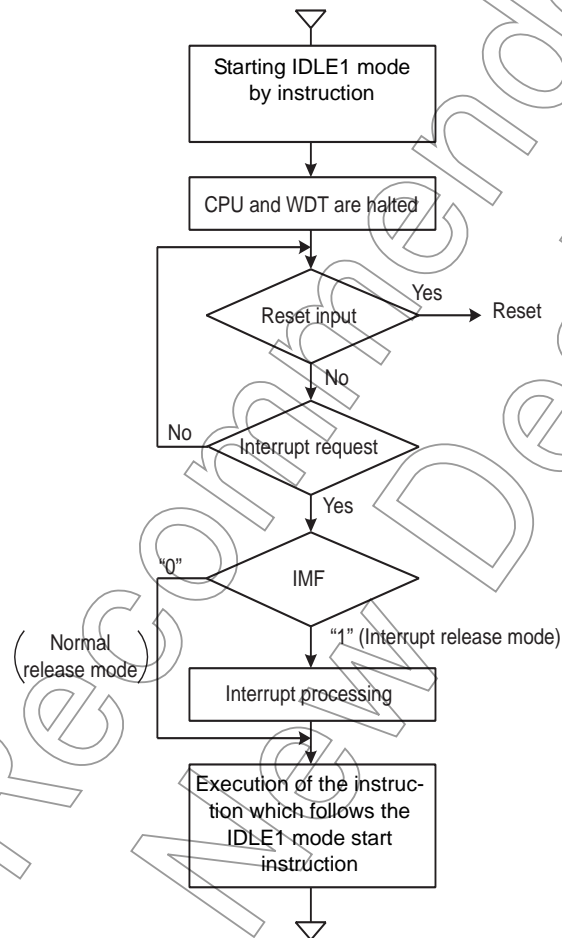 Starting IDLE1 mode
by instruction
CPU and WDT are halted
Reset input
Yes
Reset
No
Interrupt request
No
Yes
IMF
“0”
Normal
release mode
“1” (Interrupt release mode)
Interrupt processing
Execution of the instruc-
tion which follows the
IDLE1 mode start
instruction